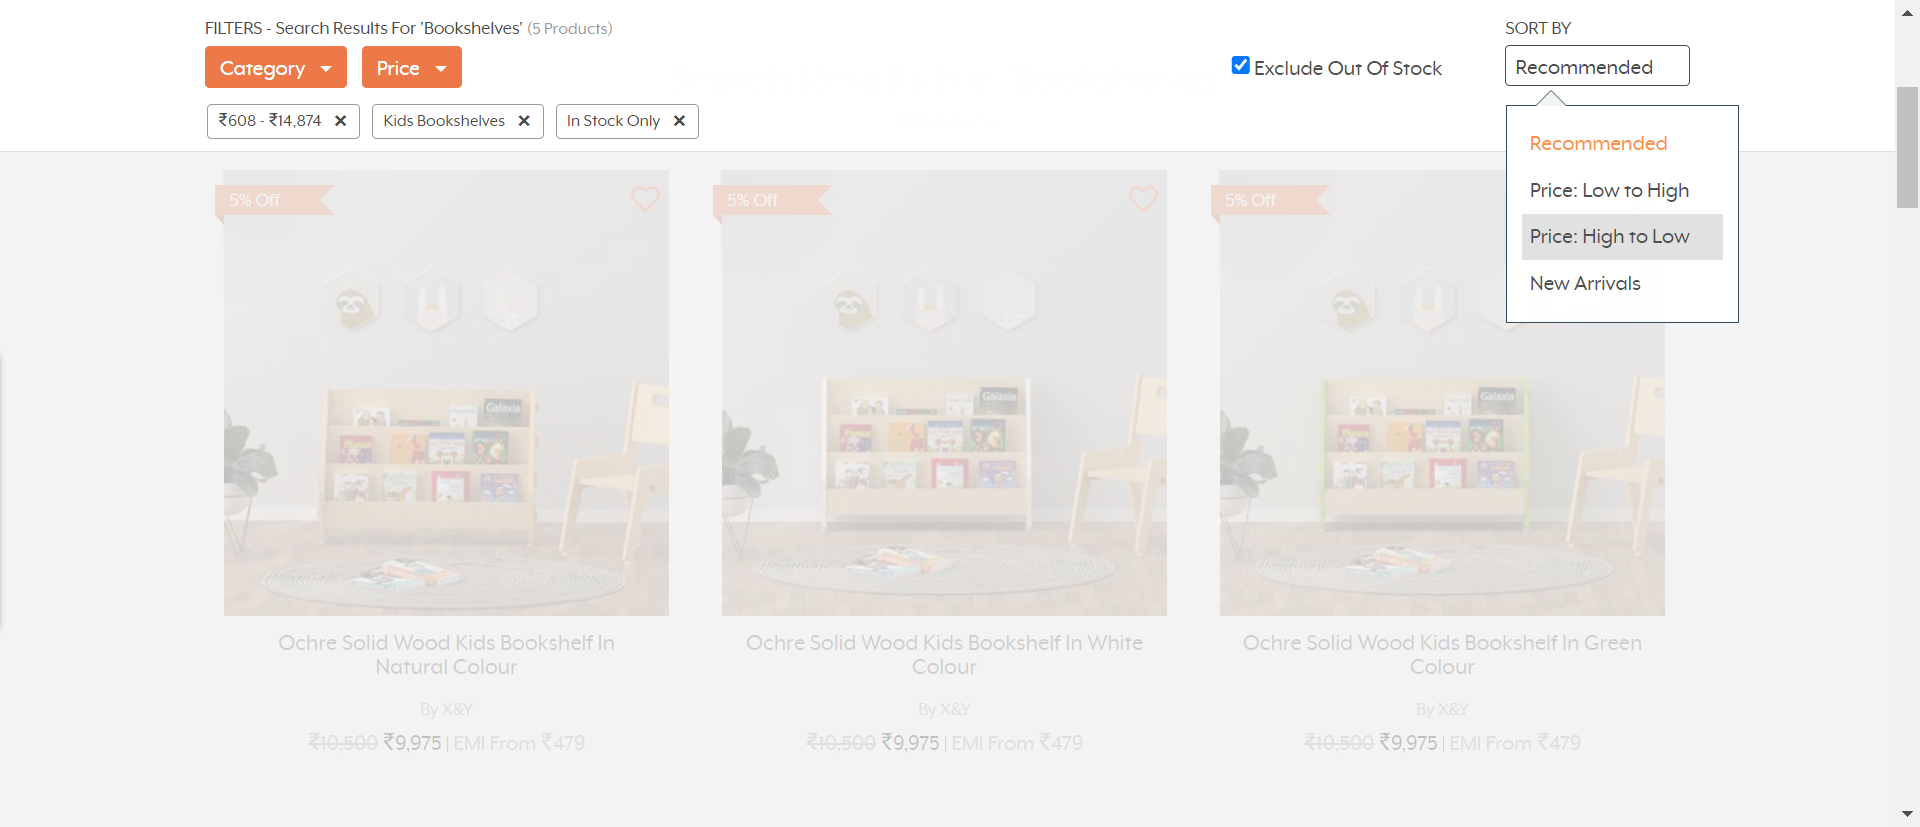 FILTERS - Search Results For 'Bookshelves' (5 Products)
SORT BY
Category
Price
Exclude Out Of Stock
Recommended
₹608 - ₹14,874 ✕
Kids Bookshelves ✕
In Stock Only ✕
Recommended
Price: Low to High
Price: High to Low
New Arrivals
5% Off
5% Off
5% Off
Galaxia
Galaxia
Galaxia
Ochre Solid Wood Kids Bookshelf In
Natural Colour
By X&Y
₹10,500 ₹9,975 | EMI From ₹479
Ochre Solid Wood Kids Bookshelf In White
Colour
By X&Y
₹10,500 ₹9,975 | EMI From ₹479
Ochre Solid Wood Kids Bookshelf In Green
Colour
By X&Y
₹10,500 ₹9,975 | EMI From ₹479